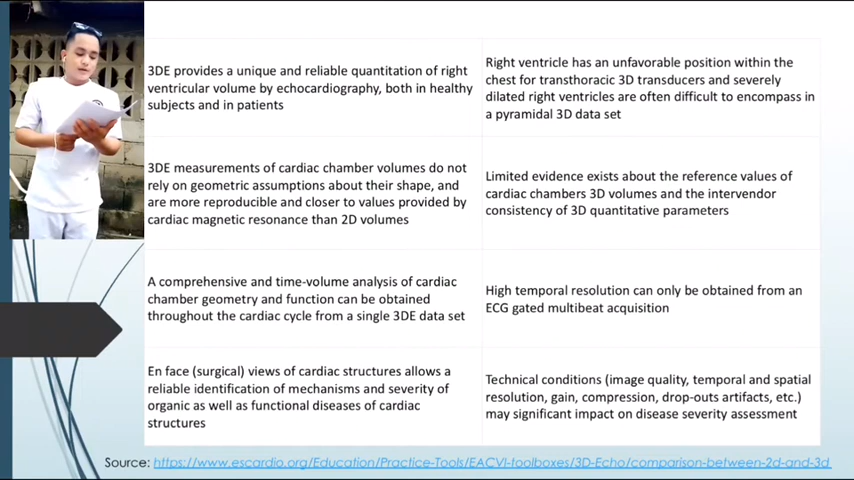 3DE provides a unique and reliable quantitation of right
ventricular volume by echocardiography, both in healthy
subjects and in patients
Right ventricle has an unfavorable position within the
chest for transthoracic 3D transducers and severely
dilated right ventricles are often difficult to encompass in
a pyramidal 3D data set
3DE measurements of cardiac chamber volumes do not
rely on geometric assumptions about their shape, and
are more reproducible and closer to values provided by
cardiac magnetic resonance than 2D volumes
Limited evidence exists about the reference values of
cardiac chambers 3D volumes and the intervendor
consistency of 3D quantitative parameters
A comprehensive and time-volume analysis of cardiac
chamber geometry and function can be obtained
throughout the cardiac cycle from a single 3DE data set
High temporal resolution can only be obtained from an
ECG gated multibeat acquisition
En face (surgical) views of cardiac structures allows a
reliable identification of mechanisms and severity of
organic as well as functional diseases of cardiac
structures
Technical conditions (image quality, temporal and spatial
resolution, gain, compression, drop-outs artifacts, etc.)
may significant impact on disease severity assessment
Source: https://www.escardio.org/Education/Practice-Tools/EACVI-toolboxes/3D-Echo/comparison-between-2d-and-3d.